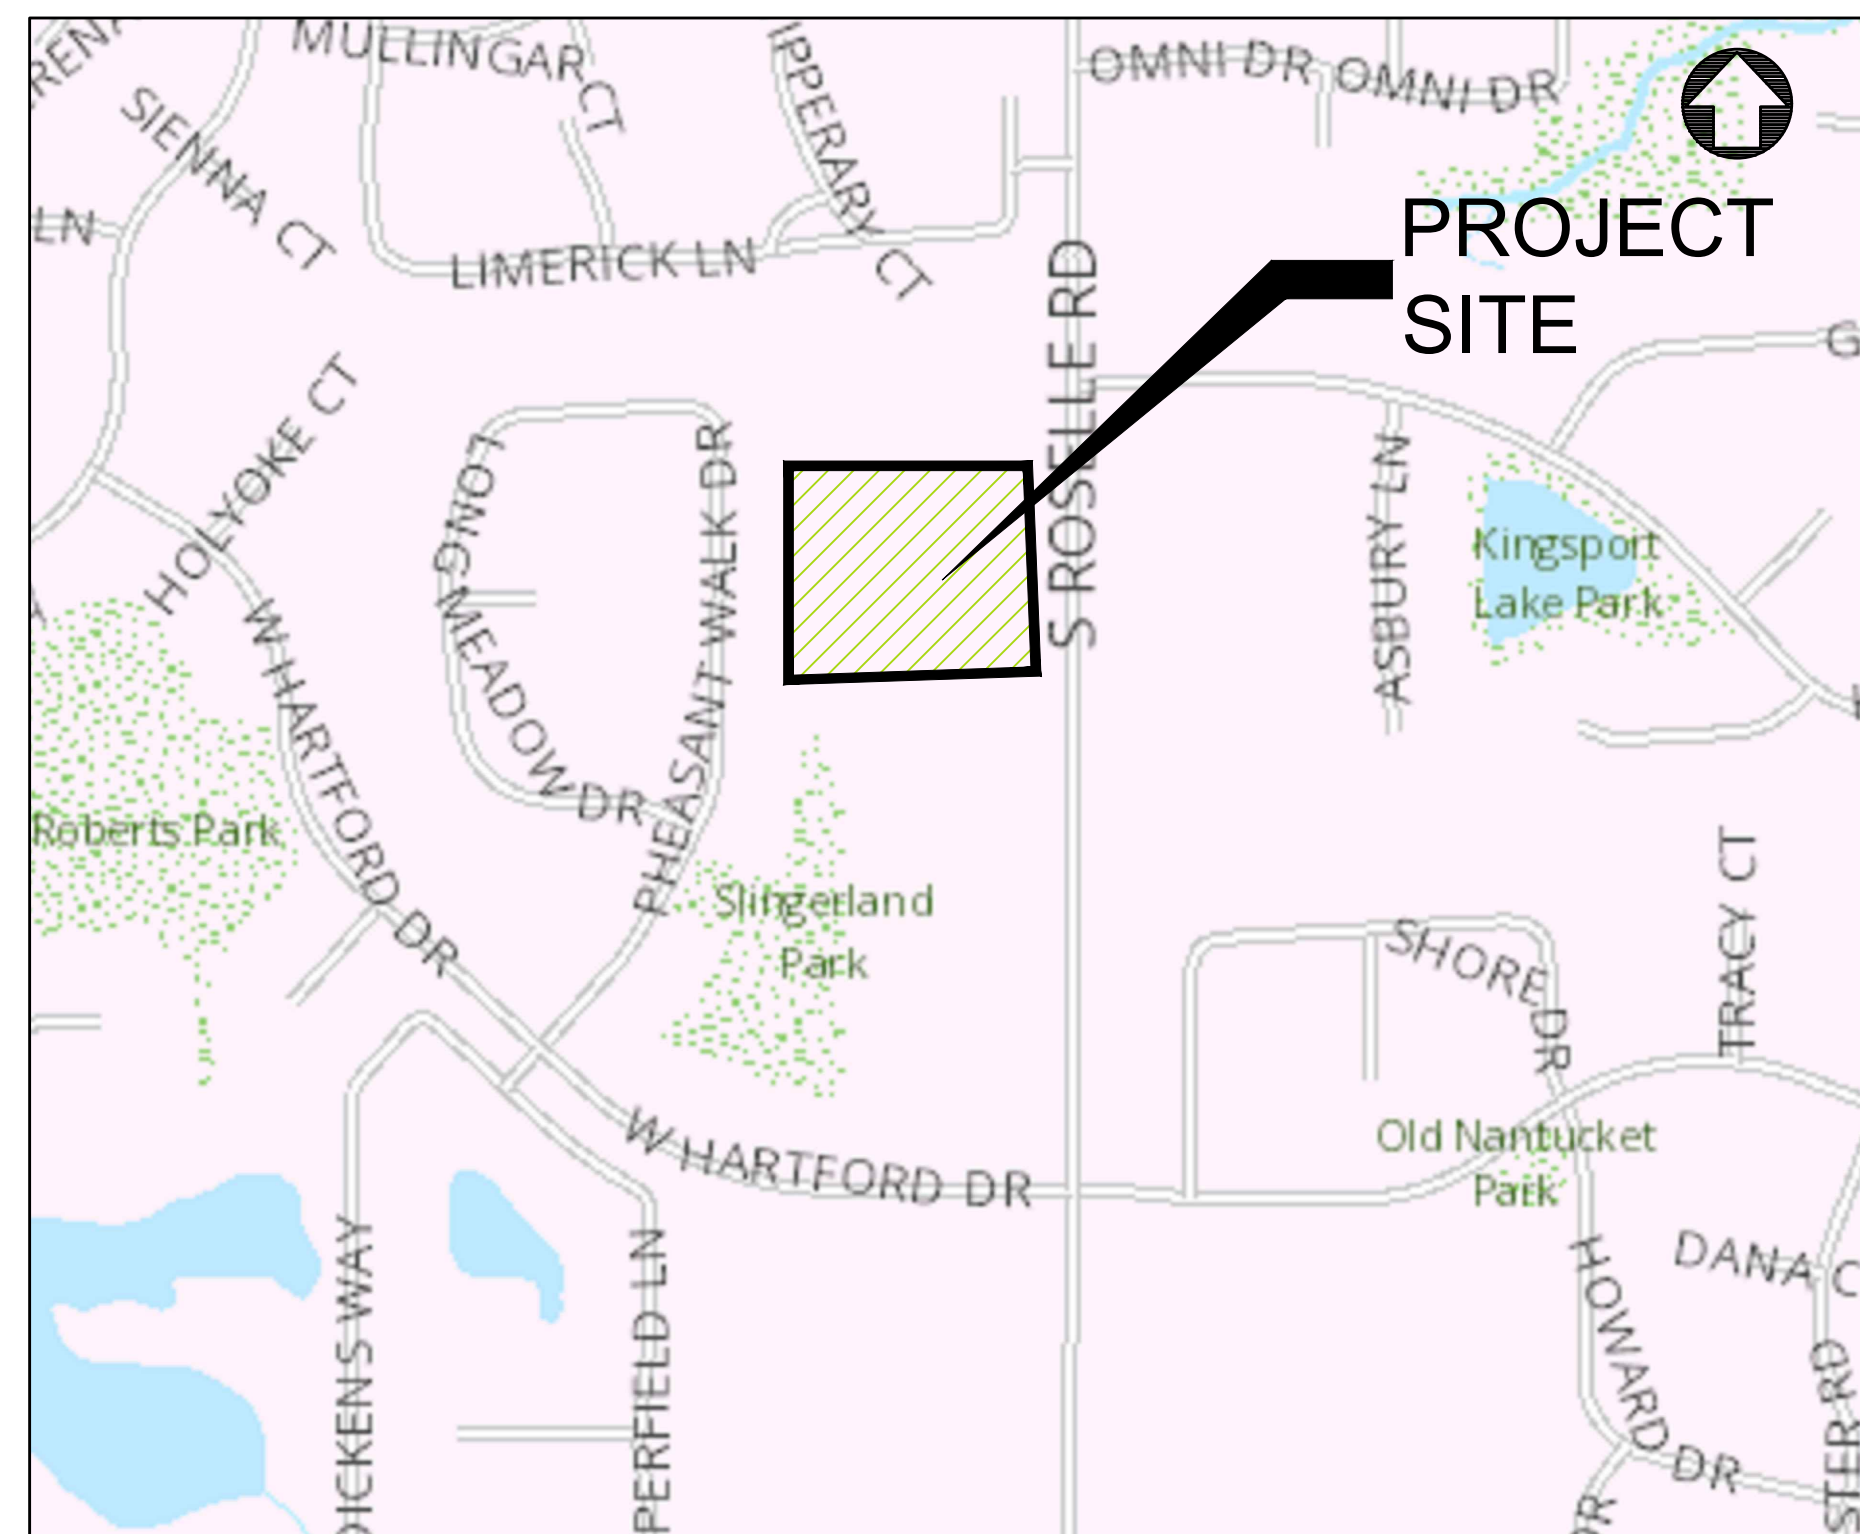 MULLINGAR CT
OMNI DR
OMNI DR
SIENNA CT
LN
LIMERICK LN
IPPERARY CT
PROJECT
SITE
S ROSELLE RD
HOLYOKE CT
LONG MEADOW DR
PHEASANT WALK DR
ASBURY LN
Kingsport
Lake Park
W HARTFORD DR
Roberts Park
Slingerland
Park
SHORE DR
TRACY CT
W HARTFORD DR
Old Nantucket
Park
DICKENS WAY
PERFIELD LN
HOWARD DR
DANA C